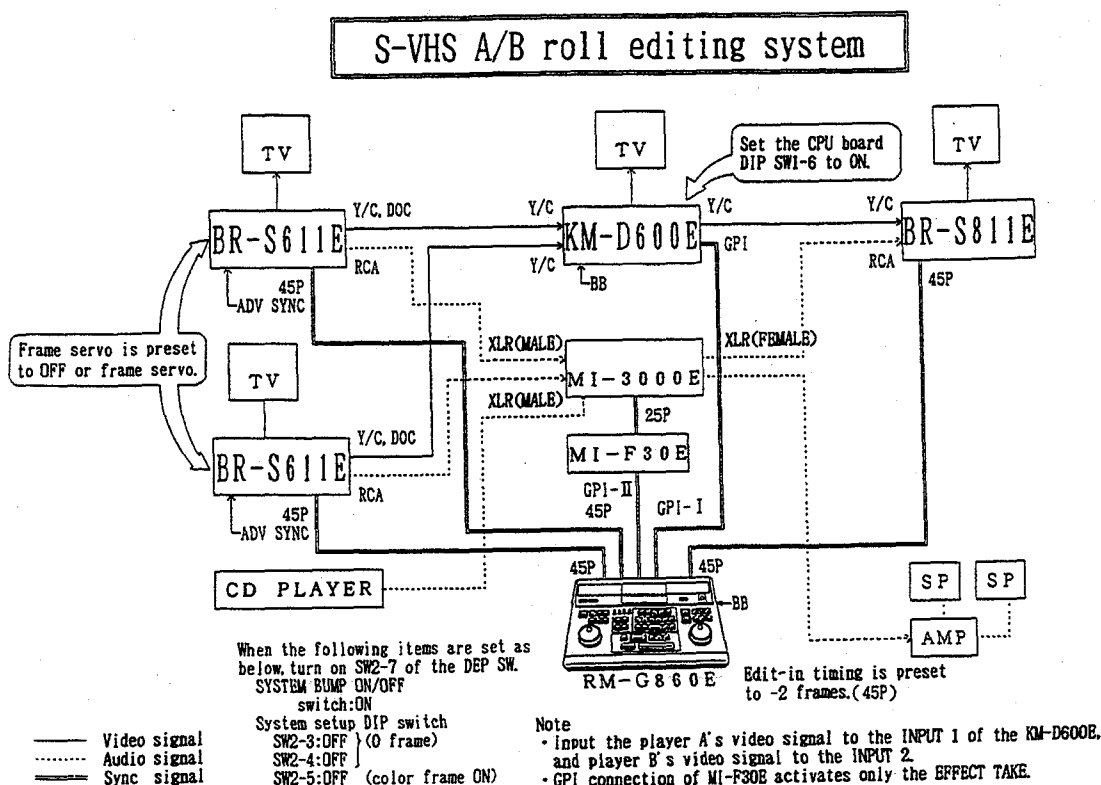 S-VHS A/B roll editing system
TV
TV
Set the CPU board
DIP SW1-6 to ON.
TV
Y/C, DOC
Y/C
Y/C
Y/C
BR-S611E
KM-D600E
BR-S811E
RCA
Y/C
GPI
RCA
45P
ADV SYNC
BB
45P
Frame servo is preset
to OFF or frame servo.
XLR(MALE)
XLR(FEMALE)
TV
MI-3000E
XLR(MALE)
25P
Y/C, DOC
BR-S611E
MI-F30E
RCA
GPI-II
45P
GPI-I
45P
ADV SYNC
45P
45P
CD PLAYER
SP
SP
BB
AMP
RM-G860E
Edit-in timing is preset
to -2 frames.(45P)
When the following items are set as
below, turn on SW2-7 of the DEP SW.
SYSTEM BUMP ON/OFF
switch:ON
System setup DIP switch
SW2-3:OFF } (0 frame)
SW2-4:OFF
SW2-5:OFF (color frame ON)
Video signal
Audio signal
Sync signal
Note
・Input the player A's video signal to the INPUT 1 of the KM-D600E,
and player B's video signal to the INPUT 2.
・GPI connection of MI-F30E activates only the EFFECT TAKE.